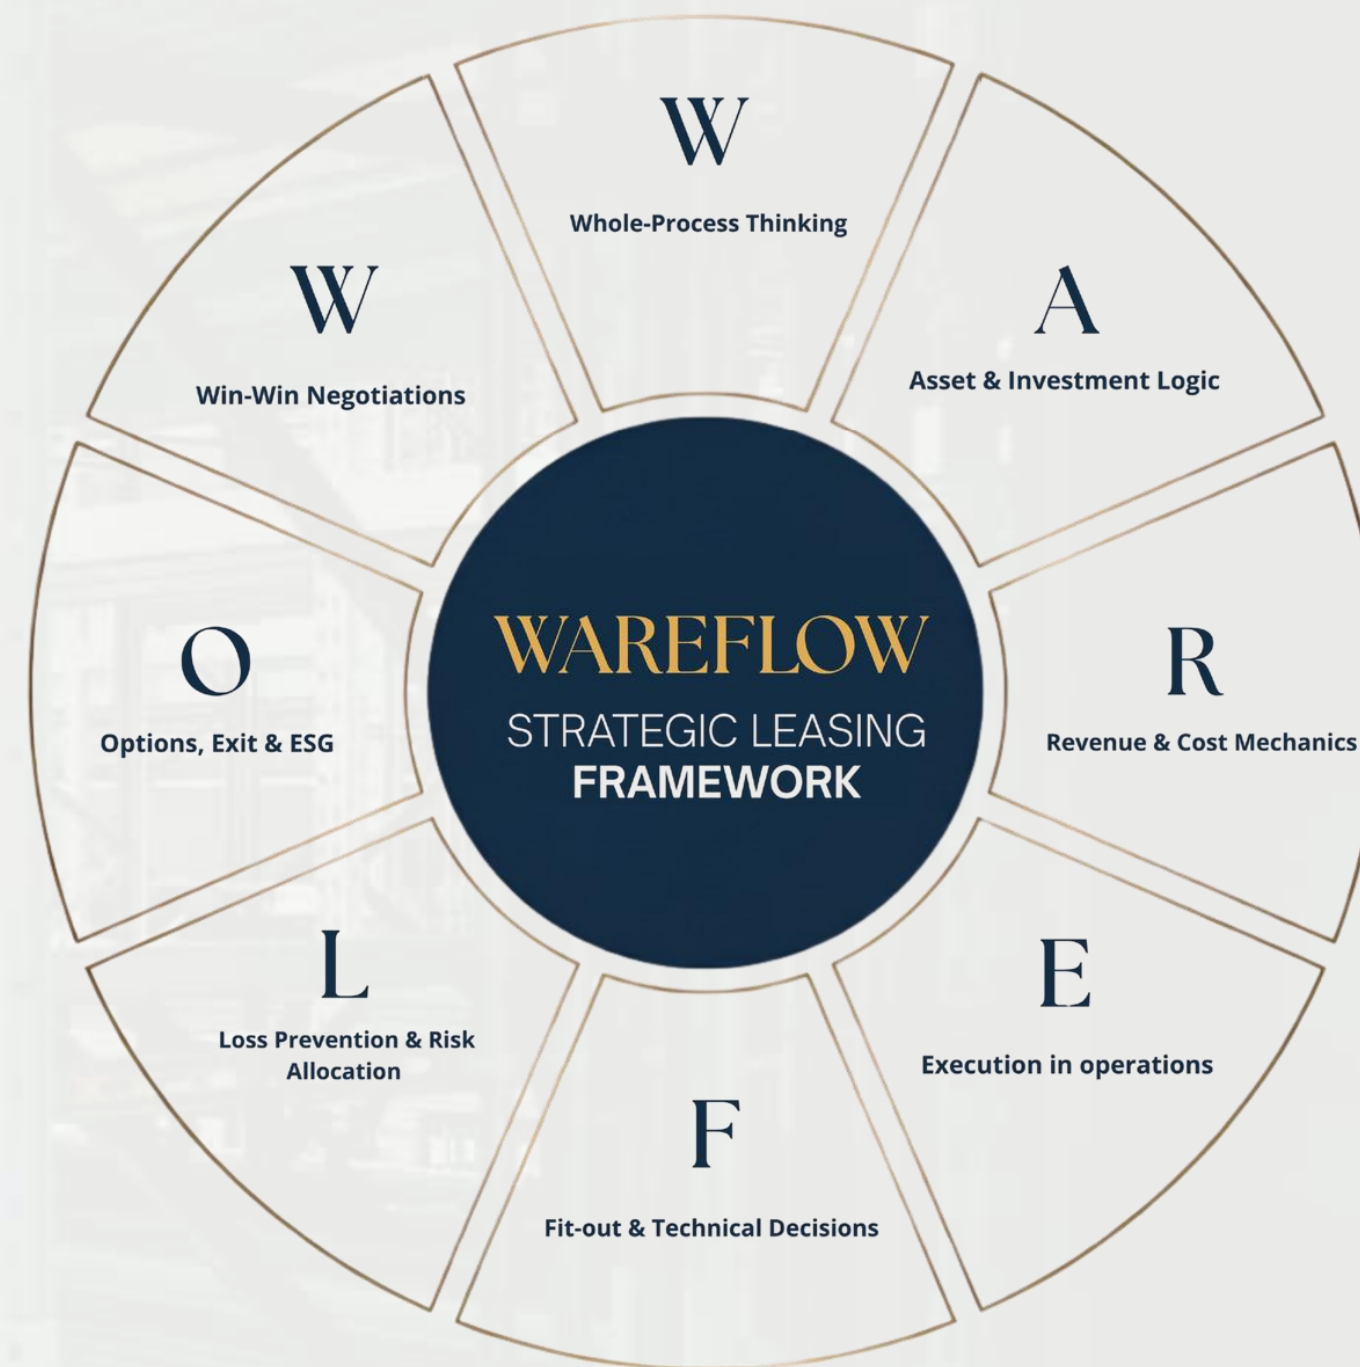 W
Whole-Process Thinking
A
Asset & Investment Logic
R
Revenue & Cost Mechanics
E
Execution in operations
F
Fit-out & Technical Decisions
L
Loss Prevention & Risk
Allocation
O
Options, Exit & ESG
W
Win-Win Negotiations
WAREFLOW
STRATEGIC LEASING
FRAMEWORK